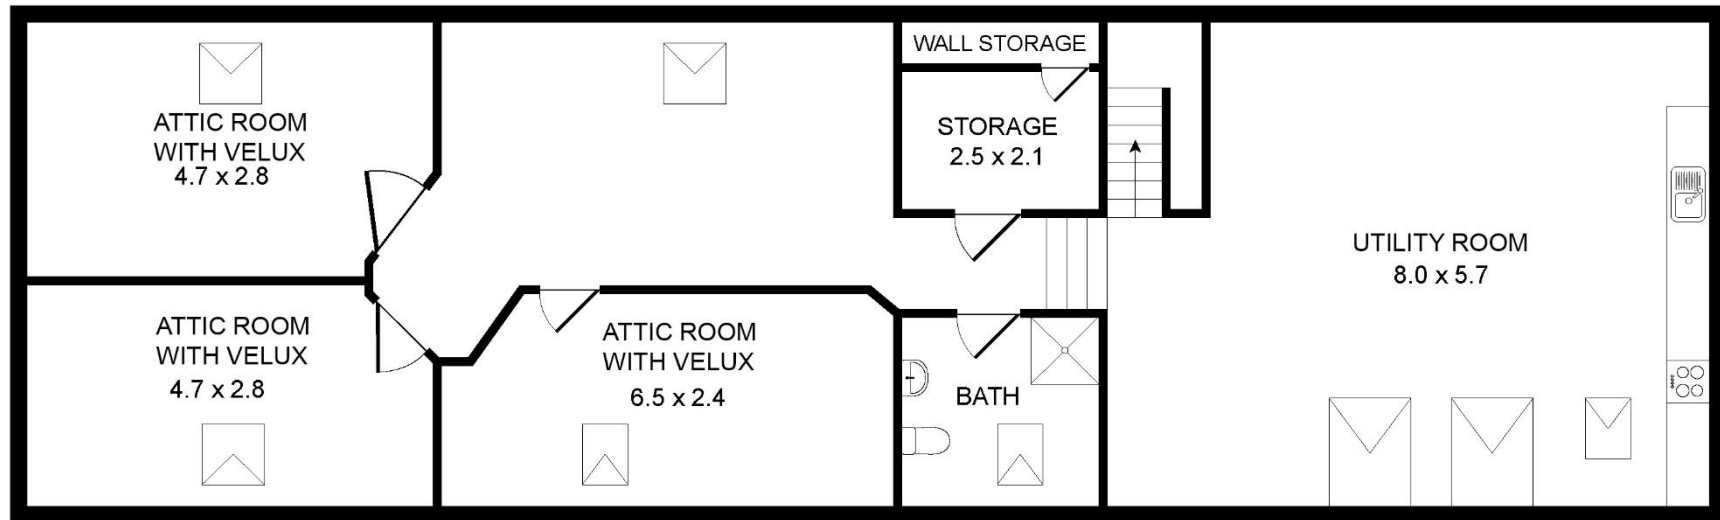 ATTIC ROOM
WITH VELUX
4.7 x 2.8
WALL STORAGE
STORAGE
2.5 x 2.1
UTILITY ROOM
8.0 x 5.7
ATTIC ROOM
WITH VELUX
4.7 x 2.8
ATTIC ROOM
WITH VELUX
6.5 x 2.4
BATH